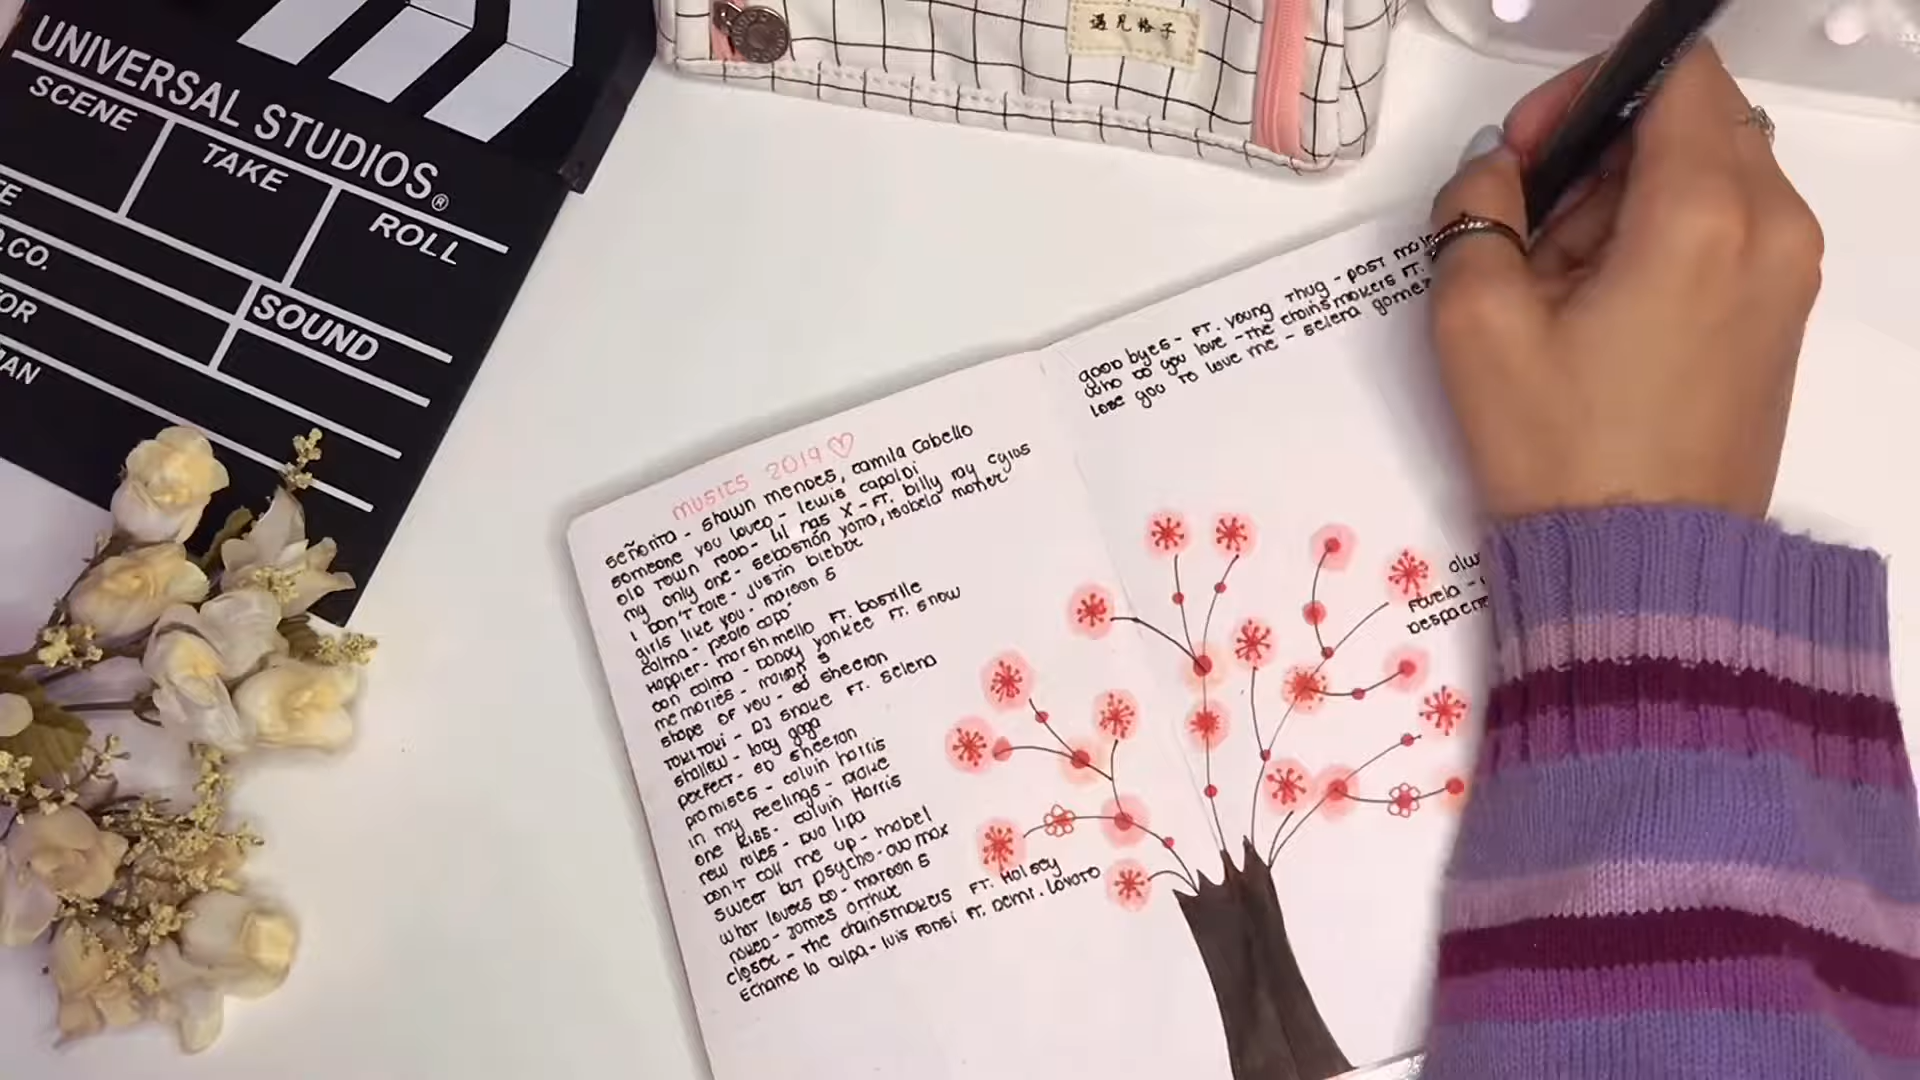 UNIVERSAL STUDIOS®
SCENE
TAKE
ROLL
.CO.
SOUND
遇见格子
musics 2019
señorita - shawn mendes, camila cabello
someone you loved - lewis capaldi
old town road - lil nas X - FT. billy ray cyrus
my only one - sebastián yatra, isabela moner
I don't care - justin bieber
girls like you - maroon 5
calma - pedro capo
Happier - marshmello FT. bastille
con calma - daddy yankee FT. snow
memories - maroon 5
shape of you - ed sheeran
Taki Taki - DJ snake FT. selena
shallow - lady gaga
perfect - ed sheeran
promises - calvin harris
in my feelings - drake
one kiss - calvin Harris
new rules - dua lipa
don't call me up - mabel
sweet but psycho - ava max
what lovers do - maroon 5
naked - james arthur
closer - the chainsmokers FT. Halsey
Echame la culpa - luis fonsi FT. Demi. lovato
good byes - FT. young Thug - post
who do you love - the chainsmokers FT.
lose you to love me - selena gomez